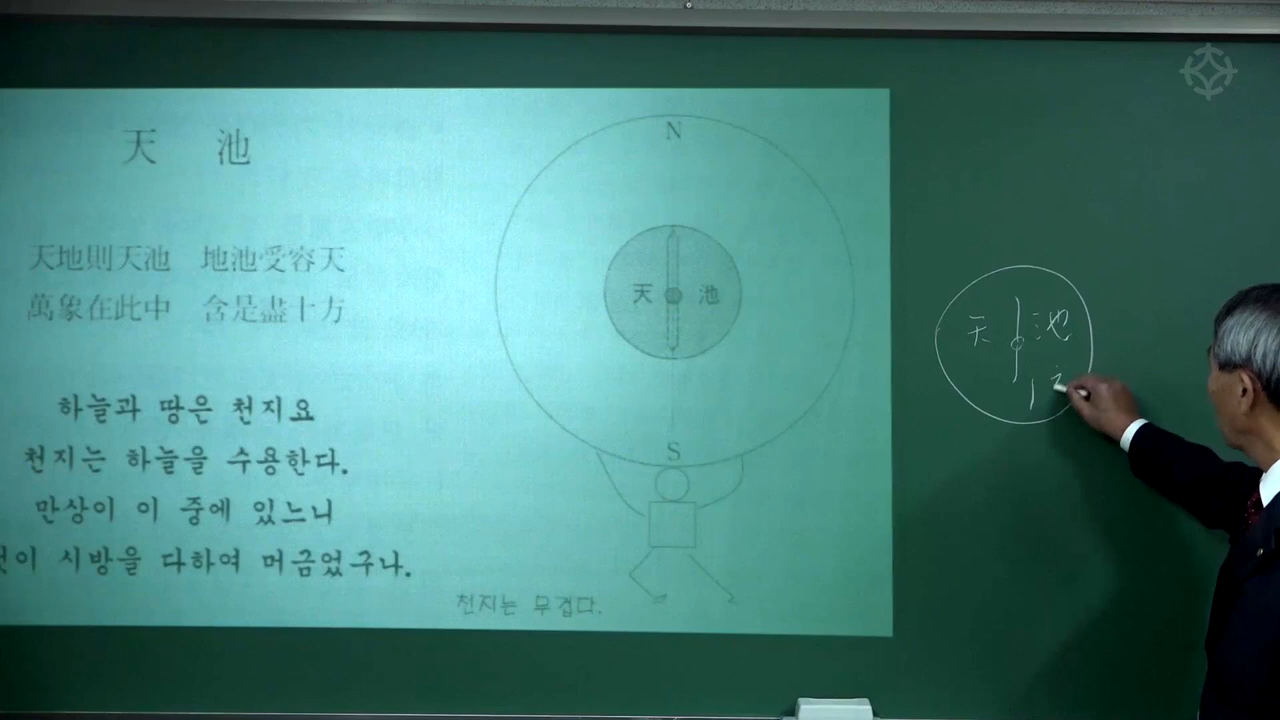 天 池
天地則天池 地池受容天
萬象在此中 含是盡十方
하늘과 땅은 천지요
천지는 하늘을 수용한다.
만상이 이 중에 있느니
이 시방을 다하여 머금었구나.
N
天 池
S
천지는 무겁다.
天 池